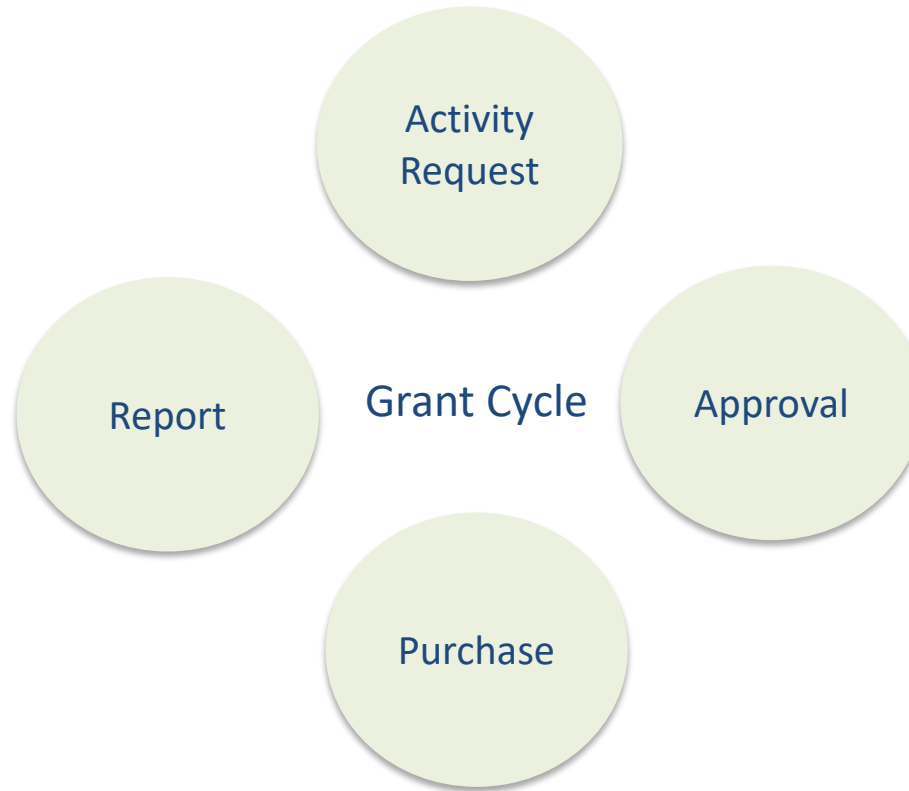 Activity
Request
Report
Grant Cycle
Approval
Purchase